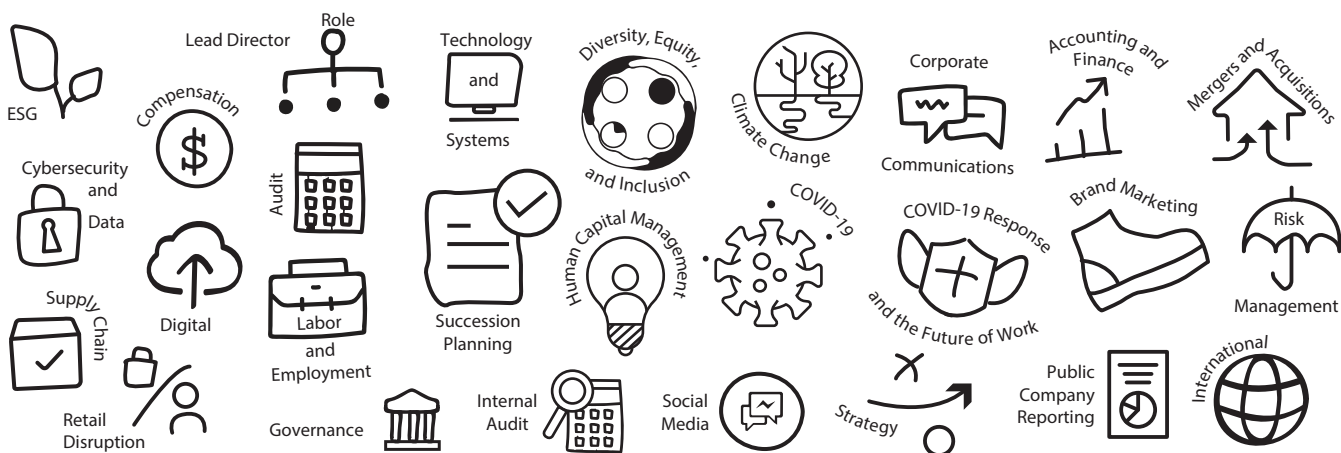 ESG
Lead Director
Role
Compensation
Technology
and
Systems
Diversity, Equity,
and Inclusion
Climate Change
Corporate
Communications
Accounting and
Finance
Mergers and Acquisitions
Cybersecurity
and
Data
Audit
Digital
Labor
and
Employment
Succession
Planning
Human Capital Management
COVID-19
COVID-19 Response
and the Future of Work
Brand Marketing
Risk
Management
Supply Chain
Retail
Disruption
Governance
Internal
Audit
Social
Media
Strategy
Public
Company
Reporting
International